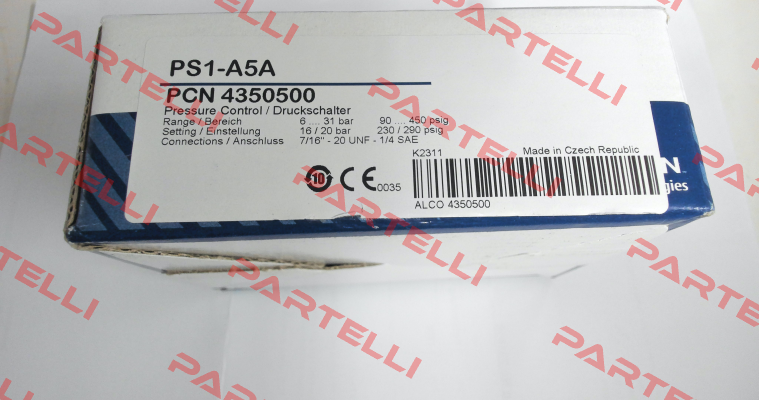 PS1-A5A
PCN 4350500
Pressure Control / Druckschalter
Range / Bereich 6 .... 31 bar 90 .... 450 psig
Setting / Einstellung 16 / 20 bar 230 / 290 psig
Connections / Anschluss 7/16" - 20 UNF - 1/4 SAE
K2311 Made in Czech Republic
10 CE 0035
ALCO 4350500
PARTELLI
PARTELLI
PARTELLI
PARTELLI
PARTELLI
PARTELLI
PARTELLI
PARTELLI